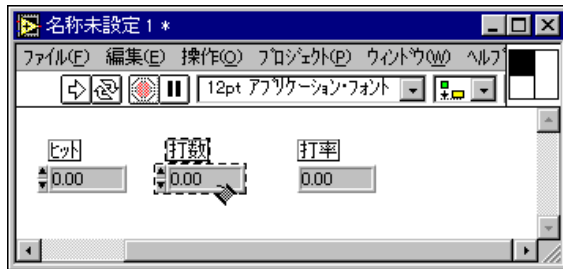 名称未設定 1 *
ファイル(F) 編集(E) 操作(O) プロジェクト(P) ウィンドウ(W) ヘルプ
12pt アプリケーション・フォント
ヒット 打数 打率
0.00 0.00 0.00